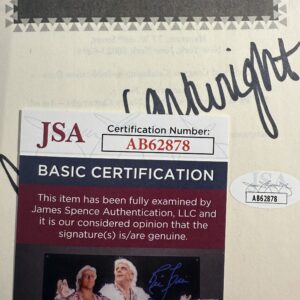 Cartwright
JSA
Certification Number:
AB62878
BASIC CERTIFICATION
This item has been fully examined by
James Spence Authentication, LLC and
it is our considered opinion that the
signature(s) is/are genuine.
JSA
AB62878